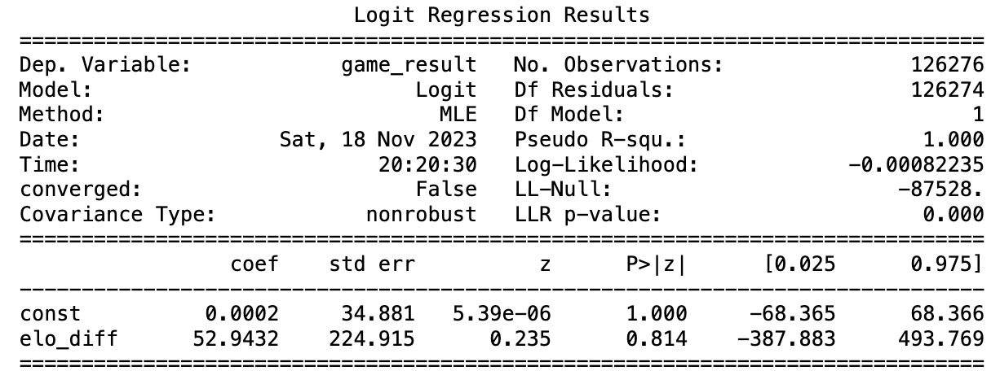 Logit Regression Results
==============================================================================
Dep. Variable: game_result No. Observations: 126276
Model: Logit Df Residuals: 126274
Method: MLE Df Model: 1
Date: Sat, 18 Nov 2023 Pseudo R-squ.: 1.000
Time: 20:20:30 Log-Likelihood: -0.00082235
converged: False LL-Null: -87528.
Covariance Type: nonrobust LLR p-value: 0.000
==============================================================================
coef std err z P>|z| [0.025 0.975]
------------------------------------------------------------------------------
const 0.0002 34.881 5.39e-06 1.000 -68.365 68.366
elo_diff 52.9432 224.915 0.235 0.814 -387.883 493.769
==============================================================================